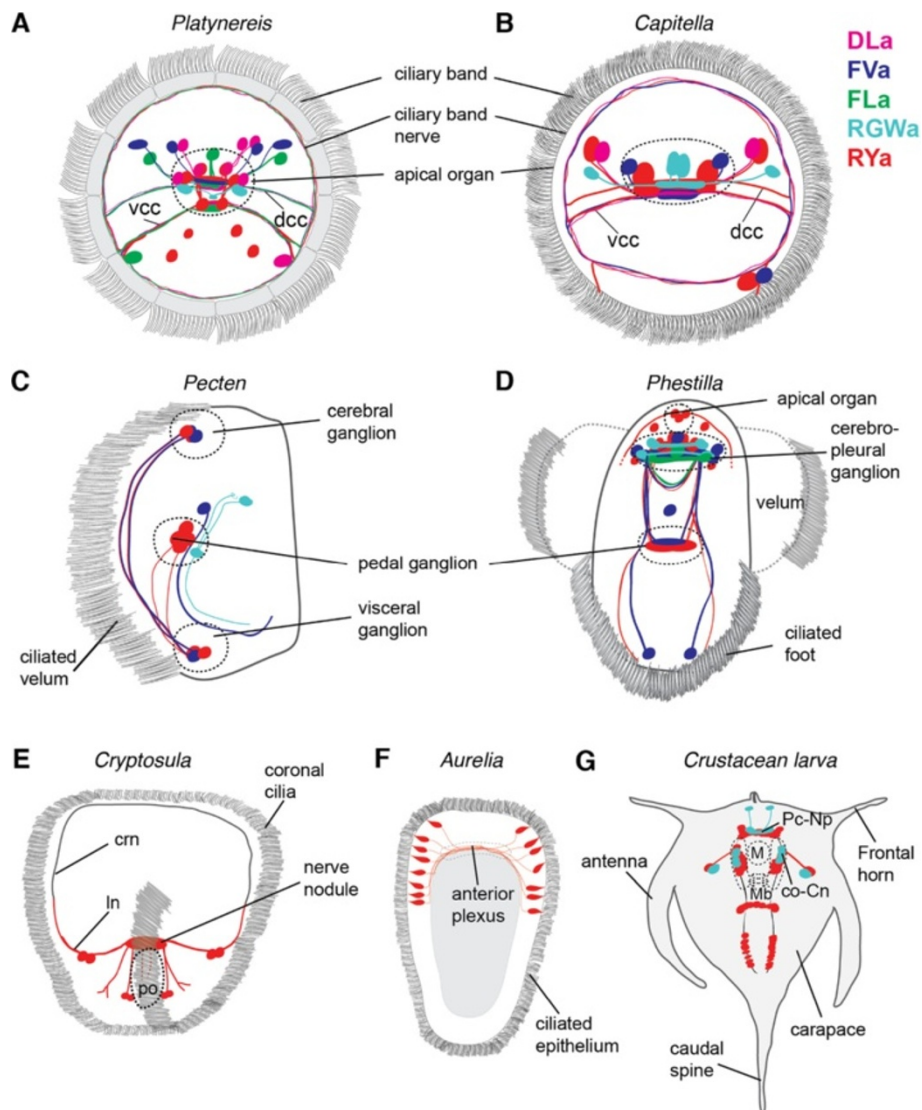 A
Platynereis
B
Capitella
DLa
FVa
FLa
RGWa
RYa
ciliary band
ciliary band
nerve
apical organ
vcc
dcc
vcc
dcc
C
Pecten
D
Phestilla
cerebral
ganglion
apical organ
cerebro-
pleural
ganglion
velum
pedal ganglion
visceral
ganglion
ciliated
velum
ciliated
foot
E
Cryptosula
F
Aurelia
G
Crustacean larva
coronal
cilia
crn
ln
nerve
nodule
po
anterior
plexus
ciliated
epithelium
Pc-Np
antenna
M
Frontal
horn
co-Cn
Mb
carapace
caudal
spine